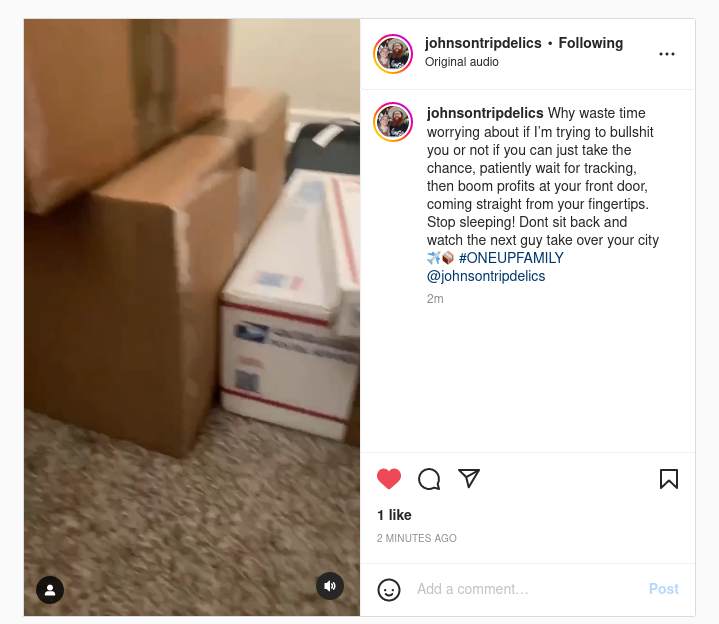 johnsontripdelics • Following
Original audio
johnsontripdelics Why waste time
worrying about if I’m trying to bullshit
you or not if you can just take the
chance, patiently wait for tracking,
then boom profits at your front door,
coming straight from your fingertips.
Stop sleeping! Dont sit back and
watch the next guy take over your city
✈️📦 #ONEUPFAMILY
@johnsontripdelics
2m
1 like
2 MINUTES AGO
Add a comment…
Post